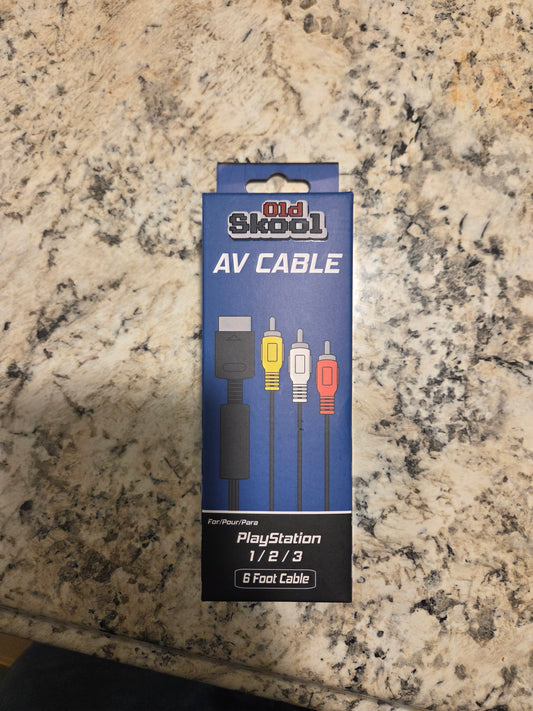 Old
Skool
AV CABLE
For/Pour/Para
PlayStation
1 / 2 / 3
6 Foot Cable